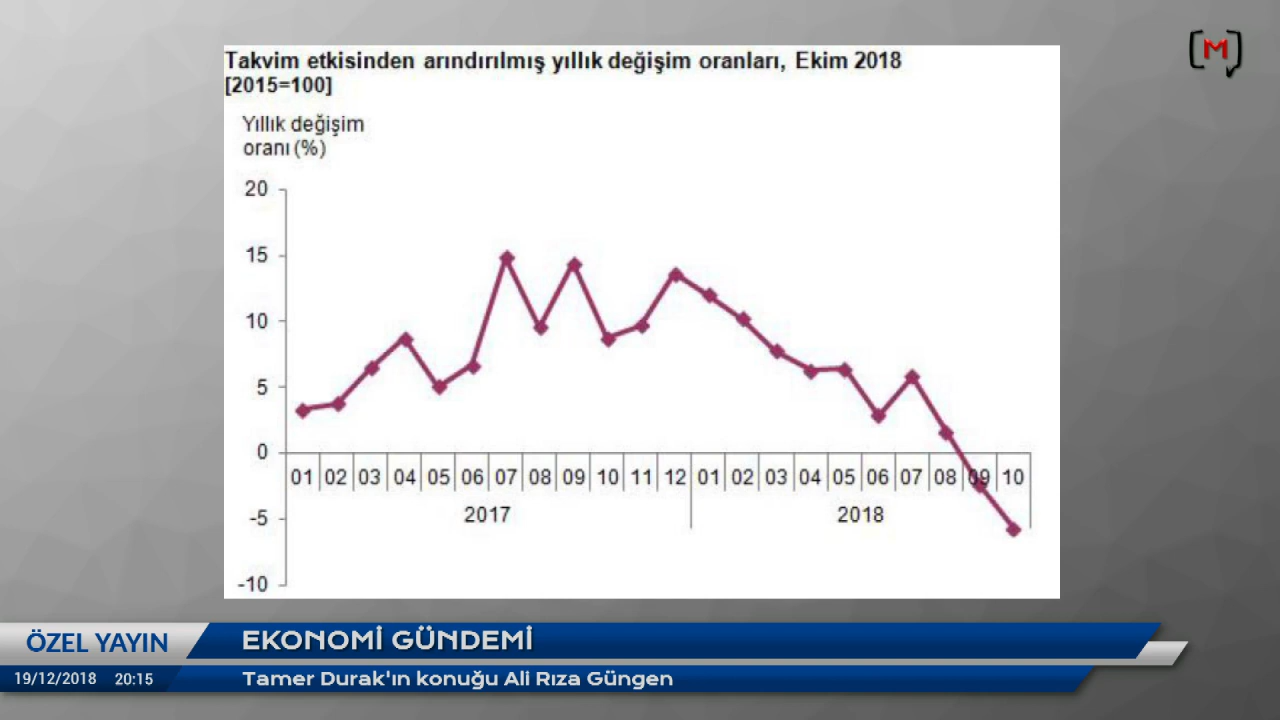 Takvim etkisinden arındırılmış yıllık değişim oranları, Ekim 2018
[2015=100]
M
Yıllık değişim
oranı (%)
20
15
10
5
0
-5
-10
01 02 03 04 05 06 07 08 09 10 11 12 01 02 03 04 05 06 07 08 09 10
2017 2018
ÖZEL YAYIN
EKONOMİ GÜNDEMİ
19/12/2018 20:15
Tamer Durak'ın konuğu Ali Rıza Güngen